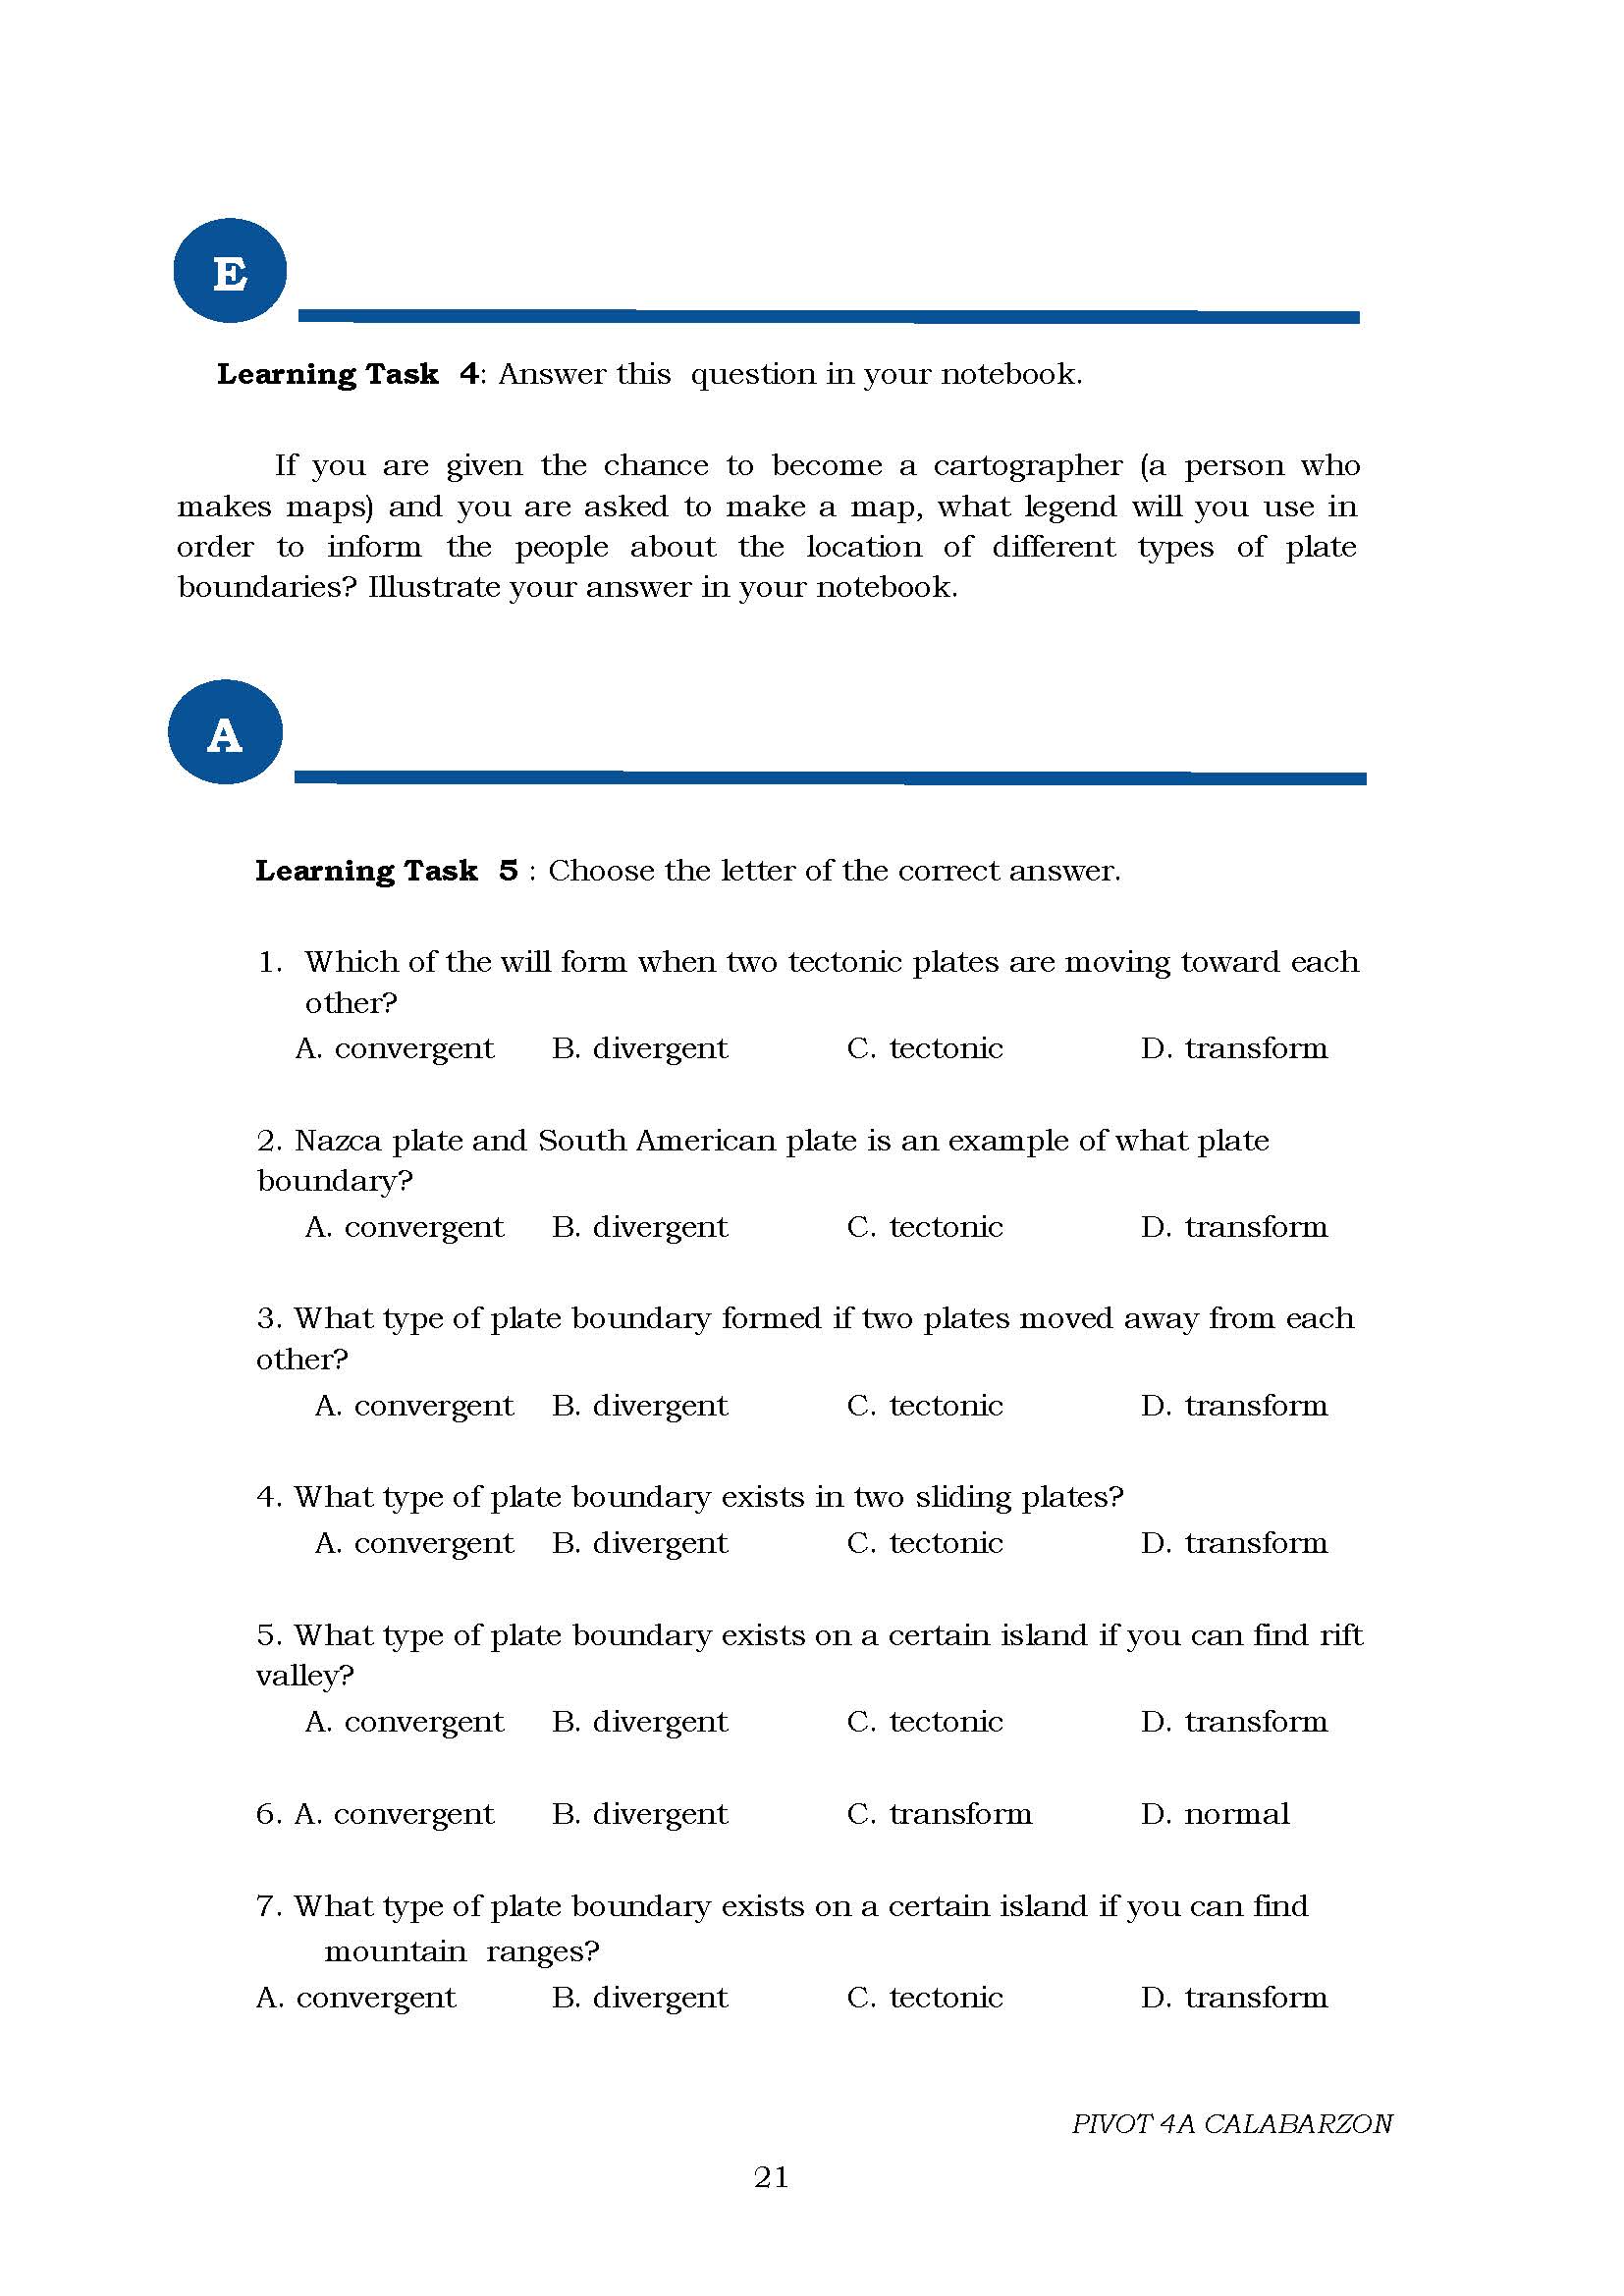 E
Learning Task 4: Answer this question in your notebook.
If you are given the chance to become a cartographer (a person who
makes maps) and you are asked to make a map, what legend will you use in
order to inform the people about the location of different types of plate
boundaries? Illustrate your answer in your notebook.
A
Learning Task 5 : Choose the letter of the correct answer.
1. Which of the will form when two tectonic plates are moving toward each
other?
A. convergent B. divergent C. tectonic D. transform
2. Nazca plate and South American plate is an example of what plate
boundary?
A. convergent B. divergent C. tectonic D. transform
3. What type of plate boundary formed if two plates moved away from each
other?
A. convergent B. divergent C. tectonic D. transform
4. What type of plate boundary exists in two sliding plates?
A. convergent B. divergent C. tectonic D. transform
5. What type of plate boundary exists on a certain island if you can find rift
valley?
A. convergent B. divergent C. tectonic D. transform
6. A. convergent B. divergent C. transform D. normal
7. What type of plate boundary exists on a certain island if you can find
mountain ranges?
A. convergent B. divergent C. tectonic D. transform
PIVOT 4A CALABARZON
21